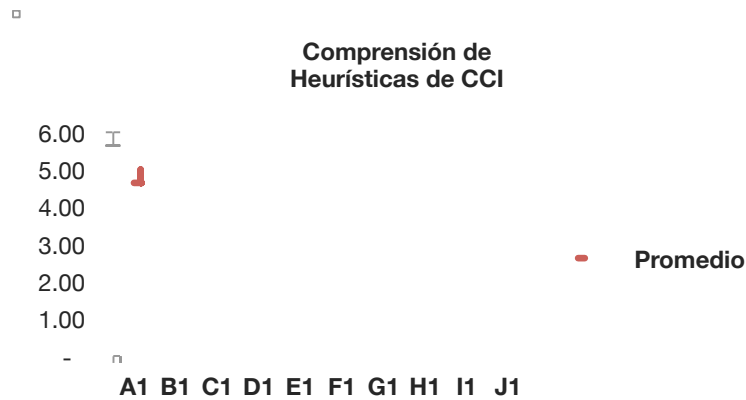 Comprensión de
Heurísticas de CCI
6.00
5.00
4.00
3.00
2.00
1.00
-
Promedio
A1 B1 C1 D1 E1 F1 G1 H1 I1 J1